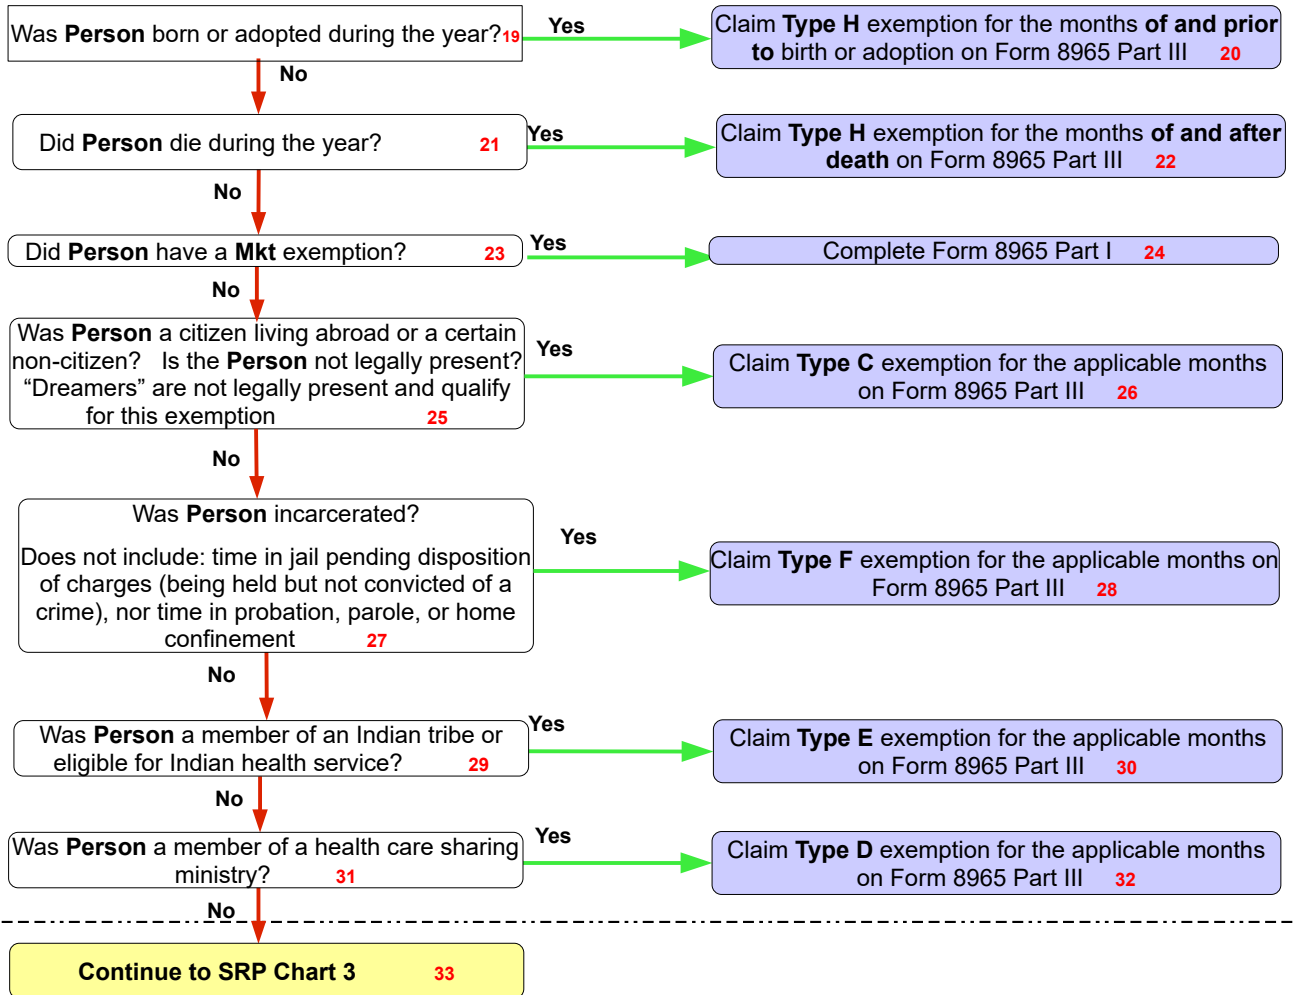 Was Person born or adopted during the year? 19
Yes
Claim Type H exemption for the months of and prior
to birth or adoption on Form 8965 Part III 20
No
Did Person die during the year? 21
Yes
Claim Type H exemption for the months of and after
death on Form 8965 Part III 22
No
Did Person have a Mkt exemption? 23
Yes
Complete Form 8965 Part I 24
No
Was Person a citizen living abroad or a certain
non-citizen? Is the Person not legally present?
“Dreamers” are not legally present and qualify
for this exemption 25
Yes
Claim Type C exemption for the applicable months
on Form 8965 Part III 26
No
Was Person incarcerated?
Does not include: time in jail pending disposition
of charges (being held but not convicted of a
crime), nor time in probation, parole, or home
confinement 27
Yes
Claim Type F exemption for the applicable months on
Form 8965 Part III 28
No
Was Person a member of an Indian tribe or
eligible for Indian health service? 29
Yes
Claim Type E exemption for the applicable months
on Form 8965 Part III 30
No
Was Person a member of a health care sharing
ministry? 31
Yes
Claim Type D exemption for the applicable months
on Form 8965 Part III 32
No
Continue to SRP Chart 3 33